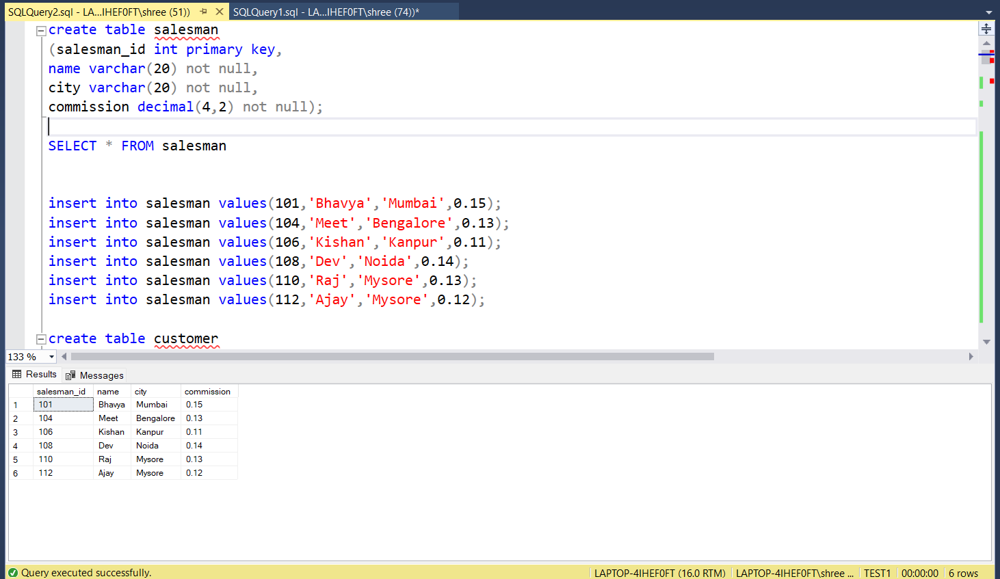 SQLQuery2.sql - LA...IHEF0FT\shree (51)) SQLQuery1.sql - LA...IHEF0FT\shree (74))*
create table salesman
(salesman_id int primary key,
name varchar(20) not null,
city varchar(20) not null,
commission decimal(4,2) not null);
SELECT * FROM salesman
insert into salesman values(101,'Bhavya','Mumbai',0.15);
insert into salesman values(104,'Meet','Bengalore',0.13);
insert into salesman values(106,'Kishan','Kanpur',0.11);
insert into salesman values(108,'Dev','Noida',0.14);
insert into salesman values(110,'Raj','Mysore',0.13);
insert into salesman values(112,'Ajay','Mysore',0.12);
create table customer
133 %
Results Messages
salesman_id name city commission
1 101 Bhavya Mumbai 0.15
2 104 Meet Bengalore 0.13
3 106 Kishan Kanpur 0.11
4 108 Dev Noida 0.14
5 110 Raj Mysore 0.13
6 112 Ajay Mysore 0.12
Query executed successfully. LAPTOP-4IHEF0FT (16.0 RTM) LAPTOP-4IHEF0FT\shree ... TEST1 00:00:00 6 rows